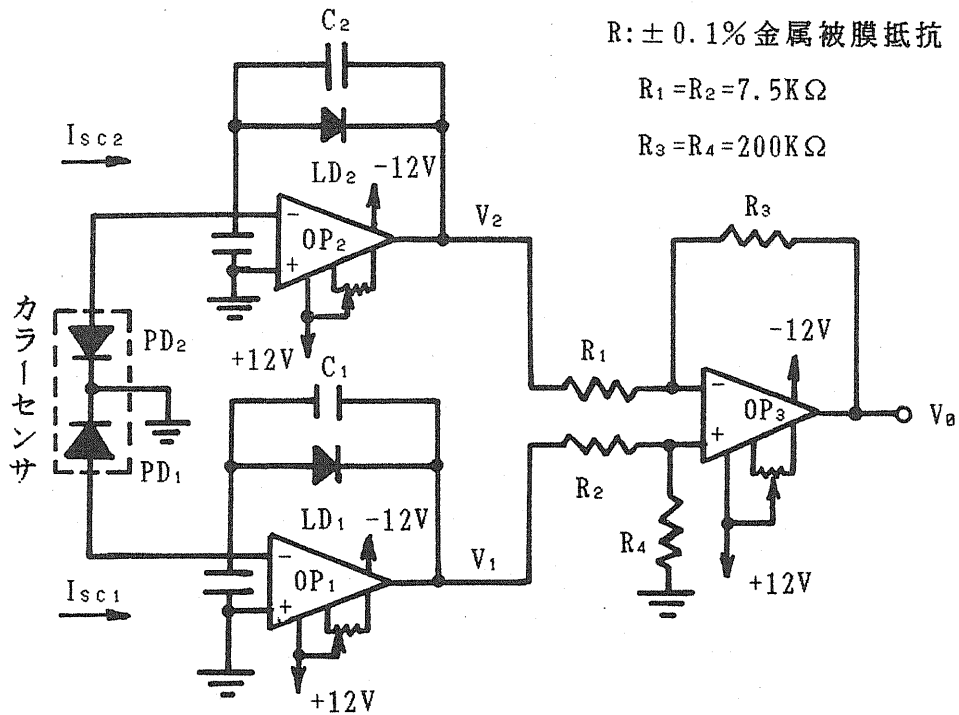 C₂
R:±0.1%金属被膜抵抗
R₁=R₂=7.5KΩ
R₃=R₄=200KΩ
Isc2
LD₂
-12V
−
OP₂
+
V₂
R₃
カラーセンサ
PD₂
+12V
C₁
R₁
-12V
−
OP₃
+
V₀
PD₁
R₂
LD₁
-12V
−
OP₁
+
V₁
R₄
+12V
Isc1
+12V